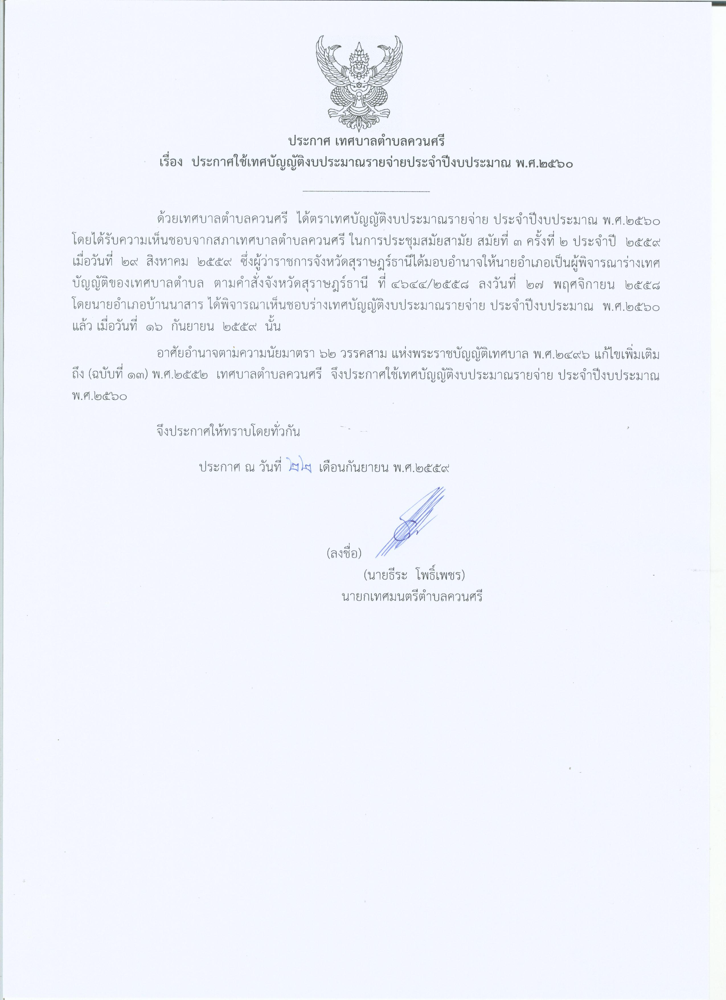 ประกาศ เทศบาลตำบลควนศรี
เรื่อง ประกาศใช้เทศบัญญัติงบประมาณรายจ่ายประจำปีงบประมาณ พ.ศ.๒๕๖๐
ด้วยเทศบาลตำบลควนศรี ได้ตราเทศบัญญัติงบประมาณรายจ่าย ประจำปีงบประมาณ พ.ศ.๒๕๖๐
โดยได้รับความเห็นชอบจากสภาเทศบาลตำบลควนศรี ในการประชุมสมัยสามัย สมัยที่ ๓ ครั้งที่ ๒ ประจำปี ๒๕๕๙
เมื่อวันที่ ๒๙ สิงหาคม ๒๕๕๙ ซึ่งผู้ว่าราชการจังหวัดสุราษฎร์ธานีได้มอบอำนาจให้นายอำเภอเป็นผู้พิจารณาร่างเทศ
บัญญัติของเทศบาลตำบล ตามคำสั่งจังหวัดสุราษฎร์ธานี ที่ ๔๖๔๔/๒๕๕๘ ลงวันที่ ๒๗ พฤศจิกายน ๒๕๕๘
โดยนายอำเภอบ้านนาสาร ได้พิจารณาเห็นชอบร่างเทศบัญญัติงบประมาณรายจ่าย ประจำปีงบประมาณ พ.ศ.๒๕๖๐
แล้ว เมื่อวันที่ ๑๖ กันยายน ๒๕๕๙ นั้น
อาศัยอำนาจตามความนัยมาตรา ๖๒ วรรคสาม แห่งพระราชบัญญัติเทศบาล พ.ศ.๒๔๙๖ แก้ไขเพิ่มเติม
ถึง (ฉบับที่ ๑๓) พ.ศ.๒๕๕๒ เทศบาลตำบลควนศรี จึงประกาศใช้เทศบัญญัติงบประมาณรายจ่าย ประจำปีงบประมาณ
พ.ศ.๒๕๖๐
จึงประกาศให้ทราบโดยทั่วกัน
ประกาศ ณ วันที่ ๒๒ เดือนกันยายน พ.ศ.๒๕๕๙
(ลงชื่อ)
(นายธีระ โพธิ์เพชร)
นายกเทศมนตรีตำบลควนศรี